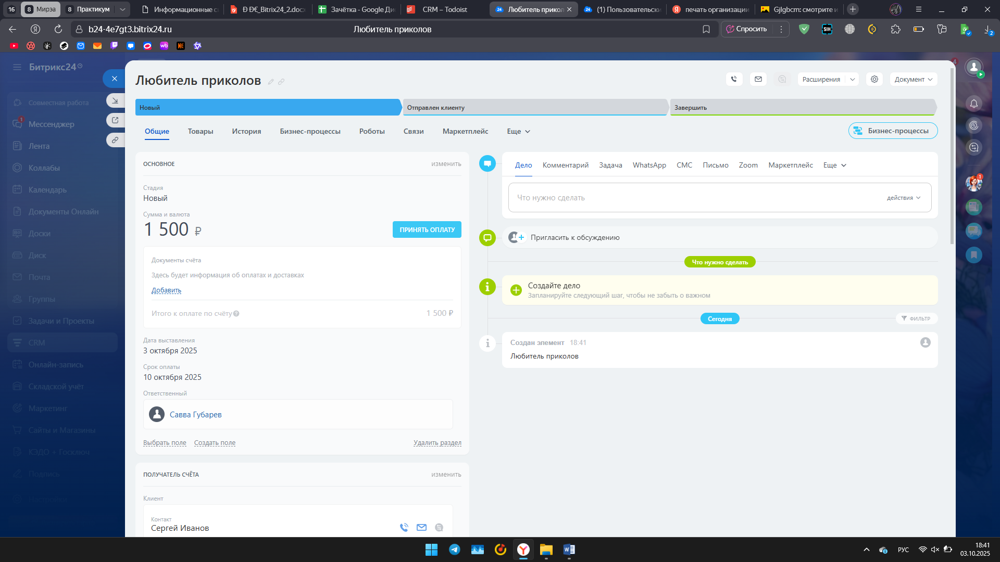 16
8 Мирэа
8 Практикум
Информационные с
Ð Ð€_Bitrix24_2.docx
Зачётка - Google Ди
CRM – Todoist
Любитель прикол
(1) Пользовательски
печать организации
Gjlgbcm: смотрите и
b24-4e7gt3.bitrix24.ru
Любитель приколов
Спросить
2
Битрикс24
Совместная работа
1
Мессенджер
Лента
Коллабы
Календарь
Документы Онлайн
Доски
Диск
Почта
Группы
Задачи и Проекты
CRM
Онлайн-запись
Складской учёт
Маркетинг
Сайты и Магазины
КЭДО + Госключ
Подпись
Настройки
Любитель приколов
Расширения
Документ
Новый
Отправлен клиенту
Завершить
Общие
Товары
История
Бизнес-процессы
Роботы
Связи
Маркетплейс
Еще
Бизнес-процессы
ОСНОВНОЕ
изменить
Стадия
Новый
Сумма и валюта
1 500 ₽
ПРИНЯТЬ ОПЛАТУ
Документы счёта
Здесь будет информация об оплатах и доставках
Добавить
Итого к оплате по счёту
1 500 ₽
Дата выставления
3 октября 2025
Срок оплаты
10 октября 2025
Ответственный
Савва Губарев
Выбрать поле
Создать поле
Удалить раздел
ПОЛУЧАТЕЛЬ СЧЁТА
изменить
Клиент
Контакт
Сергей Иванов
Дело
Комментарий
Задача
WhatsApp
СМС
Письмо
Zoom
Маркетплейс
Еще
Что нужно сделать
действия
Пригласить к обсуждению
Что нужно сделать
Создайте дело
Запланируйте следующий шаг, чтобы не забыть о важном
Сегодня
ФИЛЬТР
Создан элемент 18:41
Любитель приколов
4
1
РУС
18:41
03.10.2025